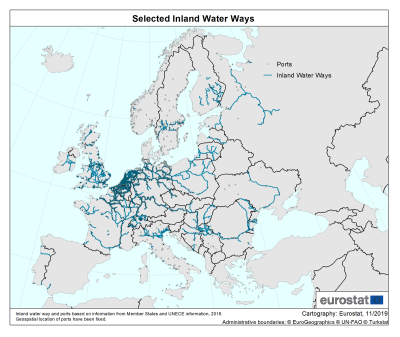 Selected Inland Water Ways
Ports
Inland Water Ways
eurostat
Inland water way and ports based on information from Member States and UNECE information, 2018.
Geospatial location of ports have been fixed.
Cartography: Eurostat, 11/2019
Administrative boundaries: © EuroGeographics © UN-FAO © Turkstat